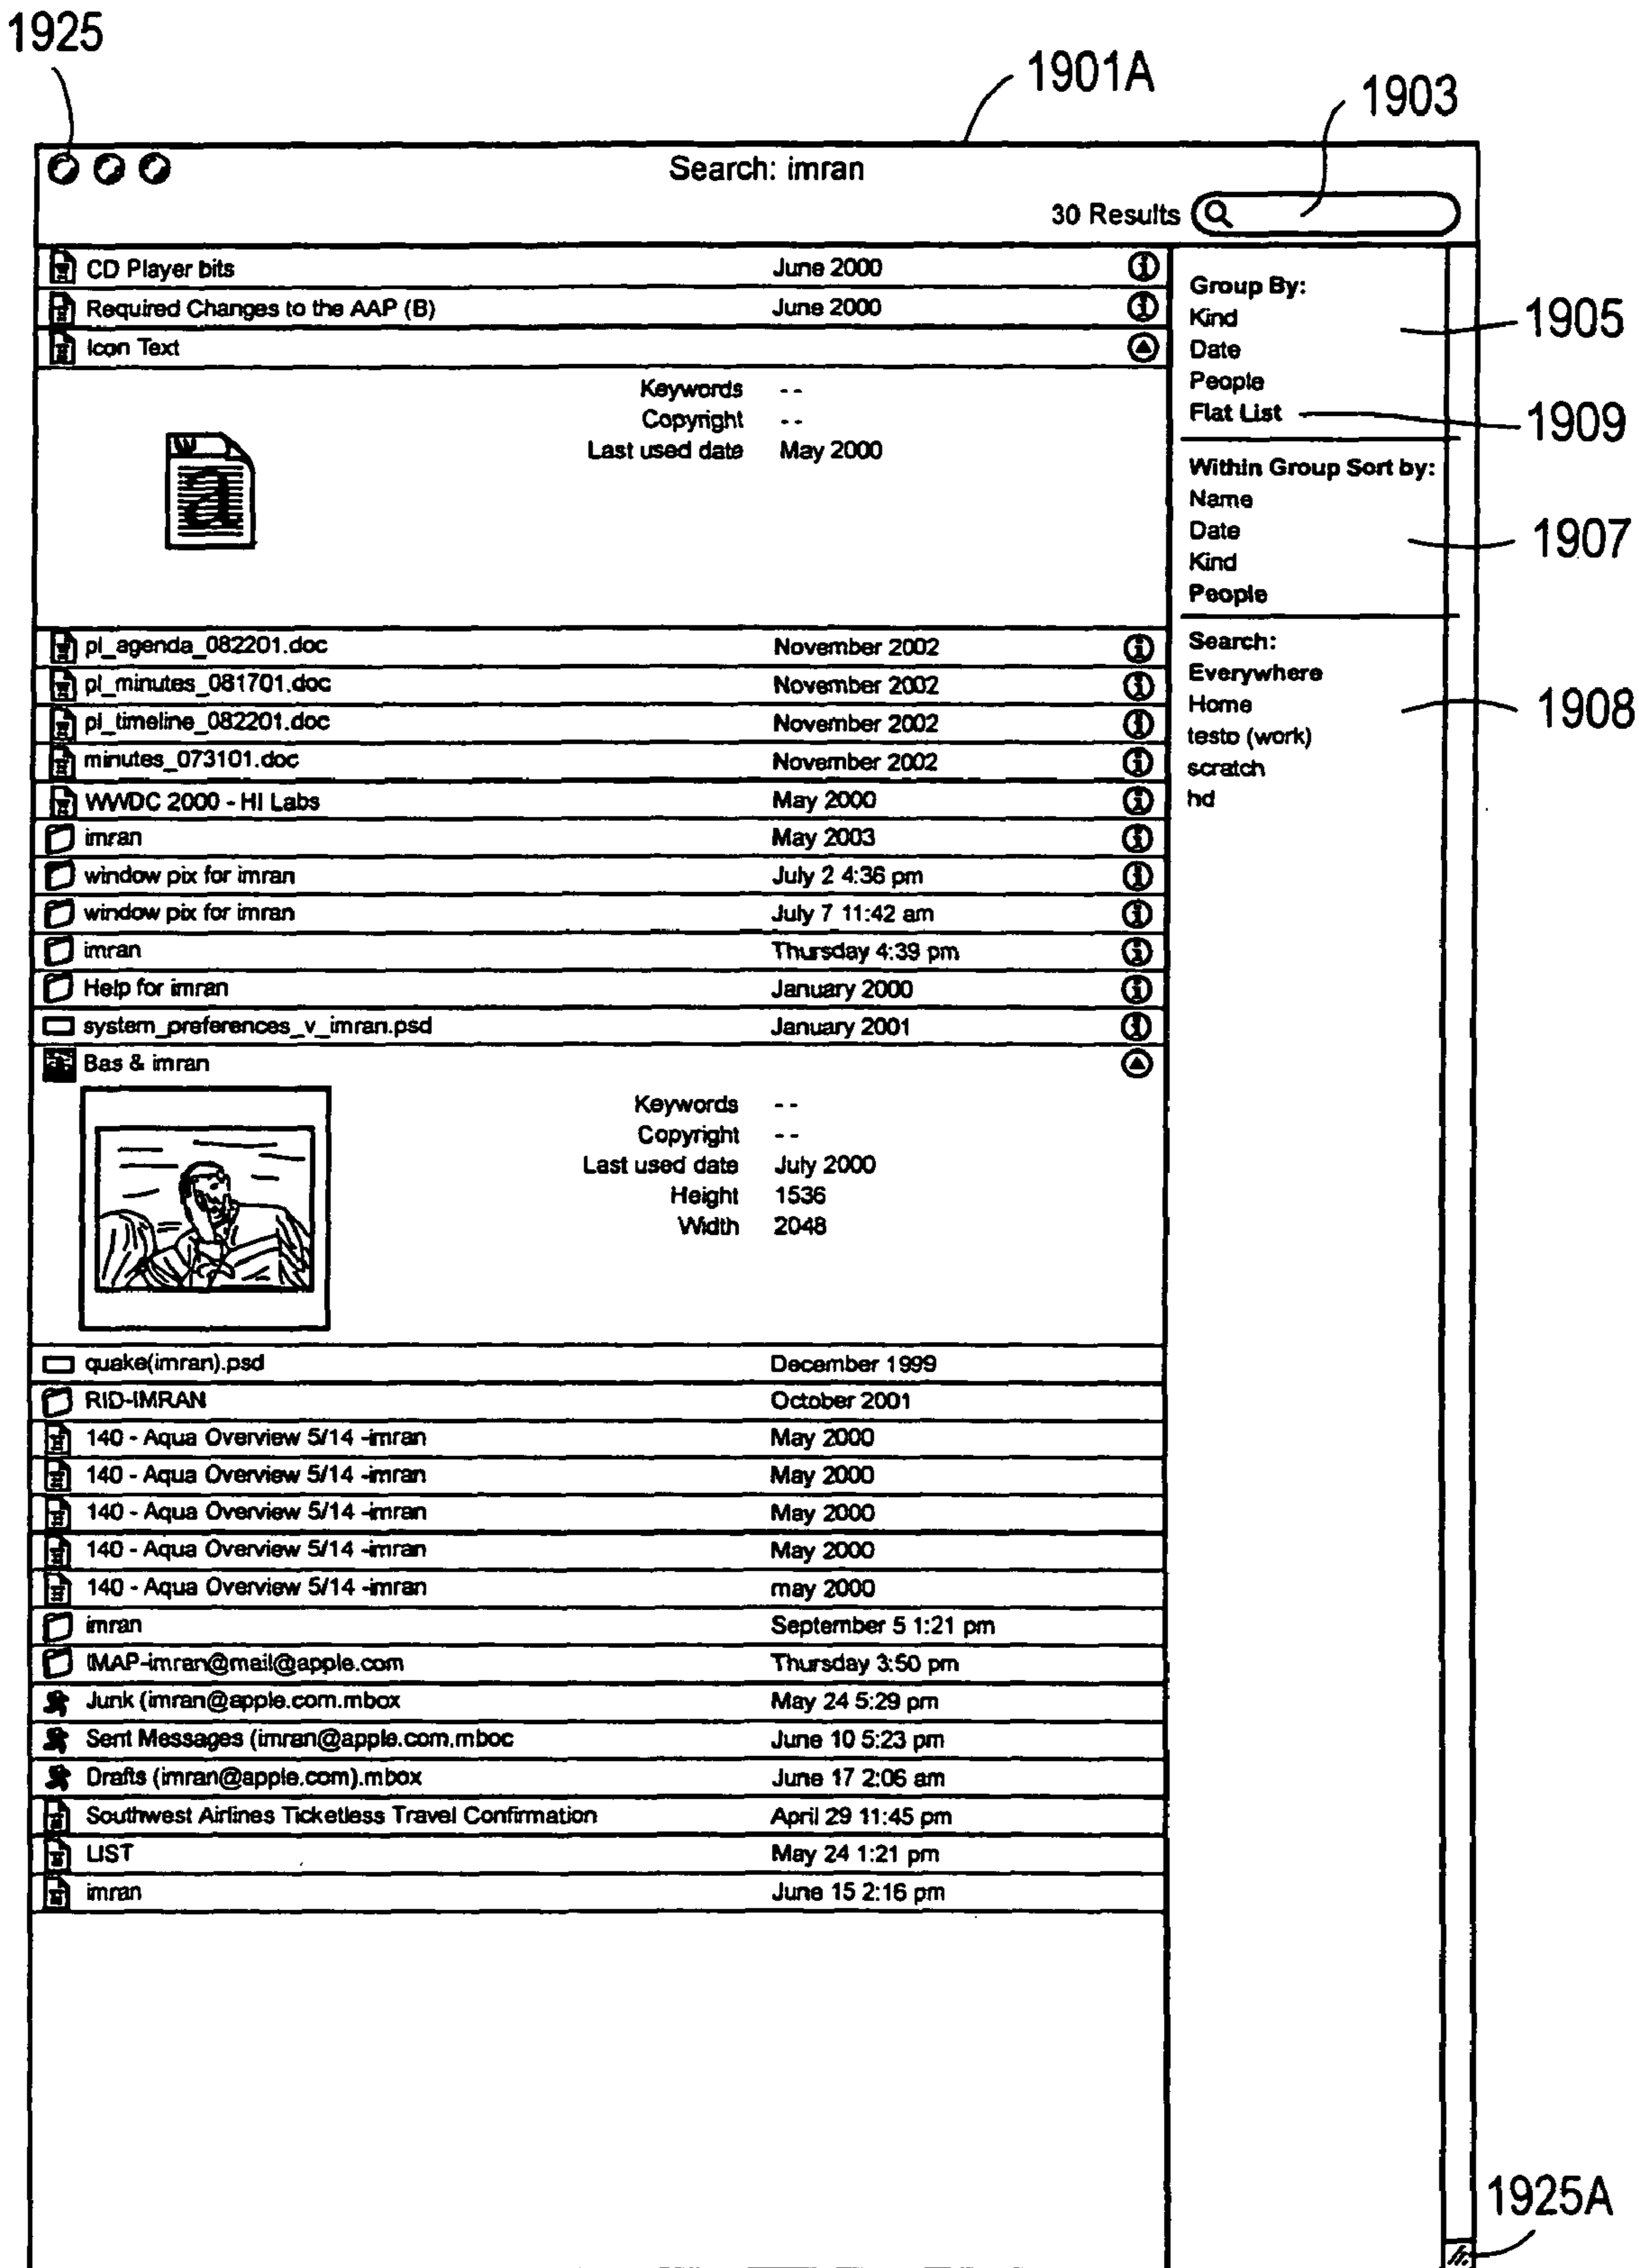 1925
1901A
1903
Search: imran
30 Results
CD Player bits June 2000
Required Changes to the AAP (B) June 2000
Icon Text
Keywords - -
Copyright - -
Last used date May 2000
pl_agenda_082201.doc November 2002
pl_minutes_081701.doc November 2002
pl_timeline_082201.doc November 2002
minutes_073101.doc November 2002
WWDC 2000 - HI Labs May 2000
imran May 2003
window pix for imran July 2 4:36 pm
window pix for imran July 7 11:42 am
imran Thursday 4:39 pm
Help for imran January 2000
system_preferences_v_imran.psd January 2001
Bas & imran
Keywords - -
Copyright - -
Last used date July 2000
Height 1536
Width 2048
quake(imran).psd December 1999
RID-IMRAN October 2001
140 - Aqua Overview 5/14 -imran May 2000
140 - Aqua Overview 5/14 -imran May 2000
140 - Aqua Overview 5/14 -imran May 2000
140 - Aqua Overview 5/14 -imran May 2000
140 - Aqua Overview 5/14 -imran may 2000
imran September 5 1:21 pm
IMAP-imran@mail@apple.com Thursday 3:50 pm
Junk (imran@apple.com.mbox May 24 5:29 pm
Sent Messages (imran@apple.com.mboc June 10 5:23 pm
Drafts (imran@apple.com).mbox June 17 2:06 am
Southwest Airlines Ticketless Travel Confirmation April 29 11:45 pm
LIST May 24 1:21 pm
imran June 15 2:16 pm
Group By:
Kind
1905
Date
People
Flat List
1909
Within Group Sort by:
Name
Date
1907
Kind
People
Search:
Everywhere
Home
1908
testo (work)
scratch
hd
1925A